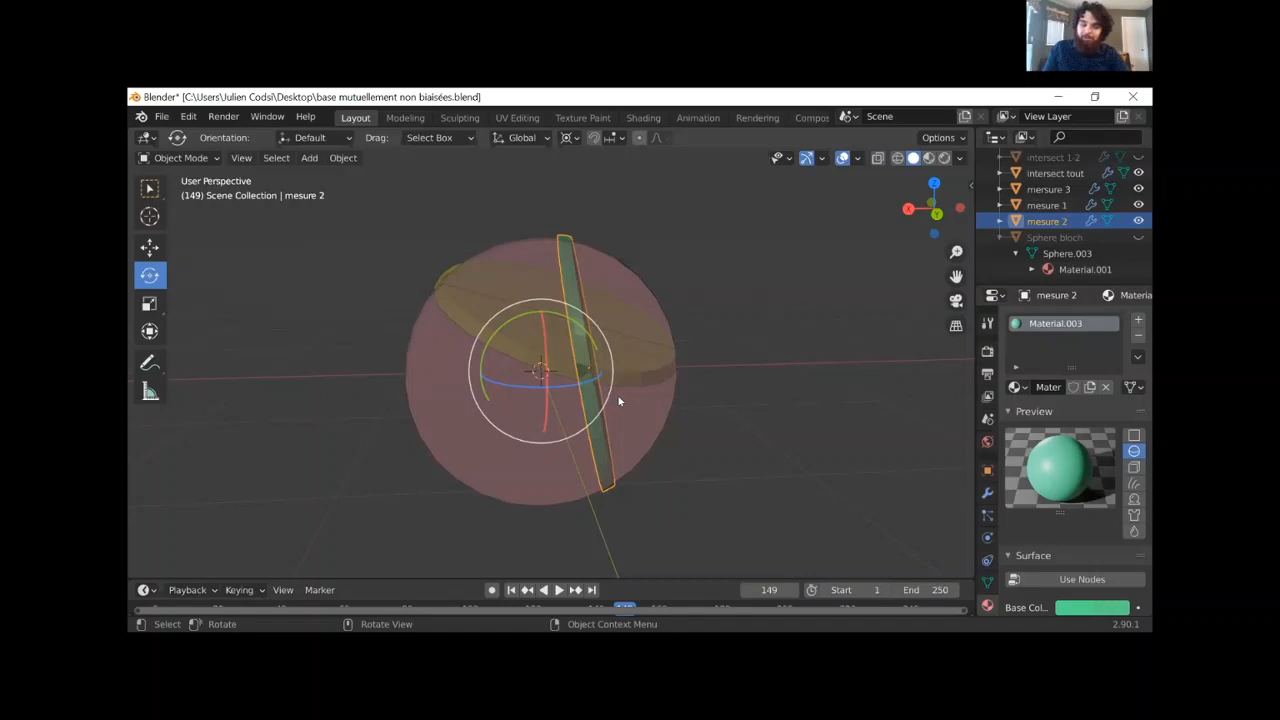 Blender* [C:\Users\Julien Codsi\Desktop\base mutuellement non biaisées.blend]
File Edit Render Window Help Layout Modeling Sculpting UV Editing Texture Paint Shading Animation Rendering Compos Scene View Layer
Orientation: Default Drag: Select Box Global Options
Object Mode View Select Add Object
User Perspective
(149) Scene Collection | mesure 2
Z
X
Y
intersect 1-2
intersect tout
mersure 3
mesure 1
mesure 2
Sphere bloch
Sphere.003
Material.001
mesure 2 Materia
Material.003
Mater
Preview
Surface
Use Nodes
Base Col...
Playback Keying View Marker 149 Start 1 End 250
Select Rotate Rotate View Object Context Menu 2.90.1